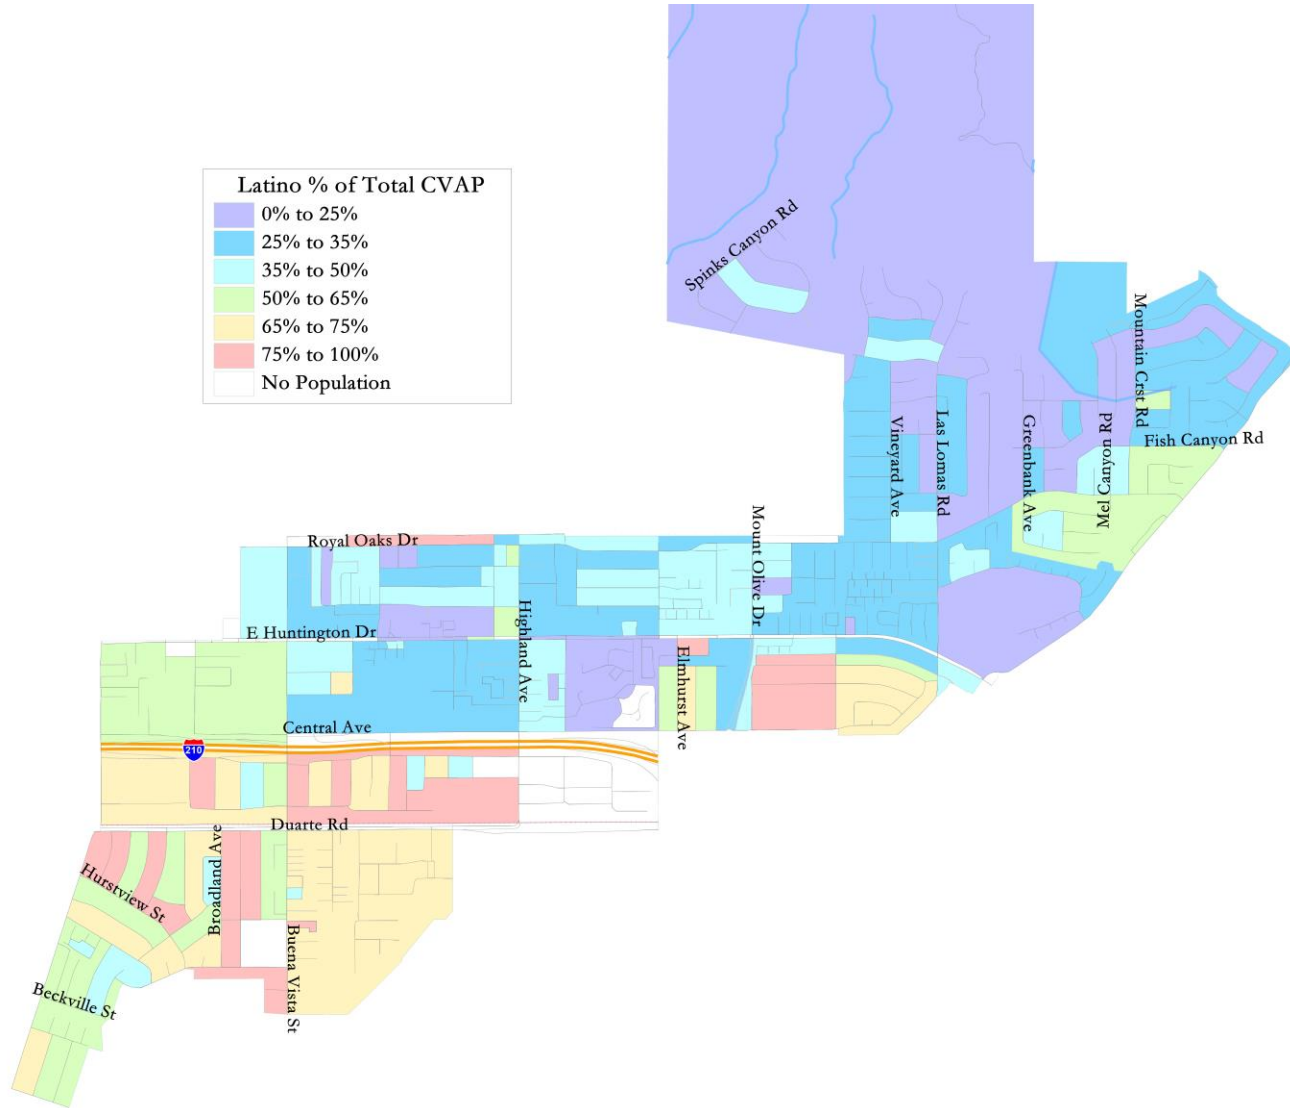 Latino % of Total CVAP
0% to 25%
25% to 35%
35% to 50%
50% to 65%
65% to 75%
75% to 100%
No Population
Spinks Canyon Rd
Mountain Crst Rd
Fish Canyon Rd
Vineyard Ave
Las Lomas Rd
Greenbank Ave
Mel Canyon Rd
Royal Oaks Dr
Mount Olive Dr
E Huntington Dr
Highland Ave
Elmhurst Ave
Central Ave
210
Duarte Rd
Hurstview St
Broadland Ave
Buena Vista St
Beckville St